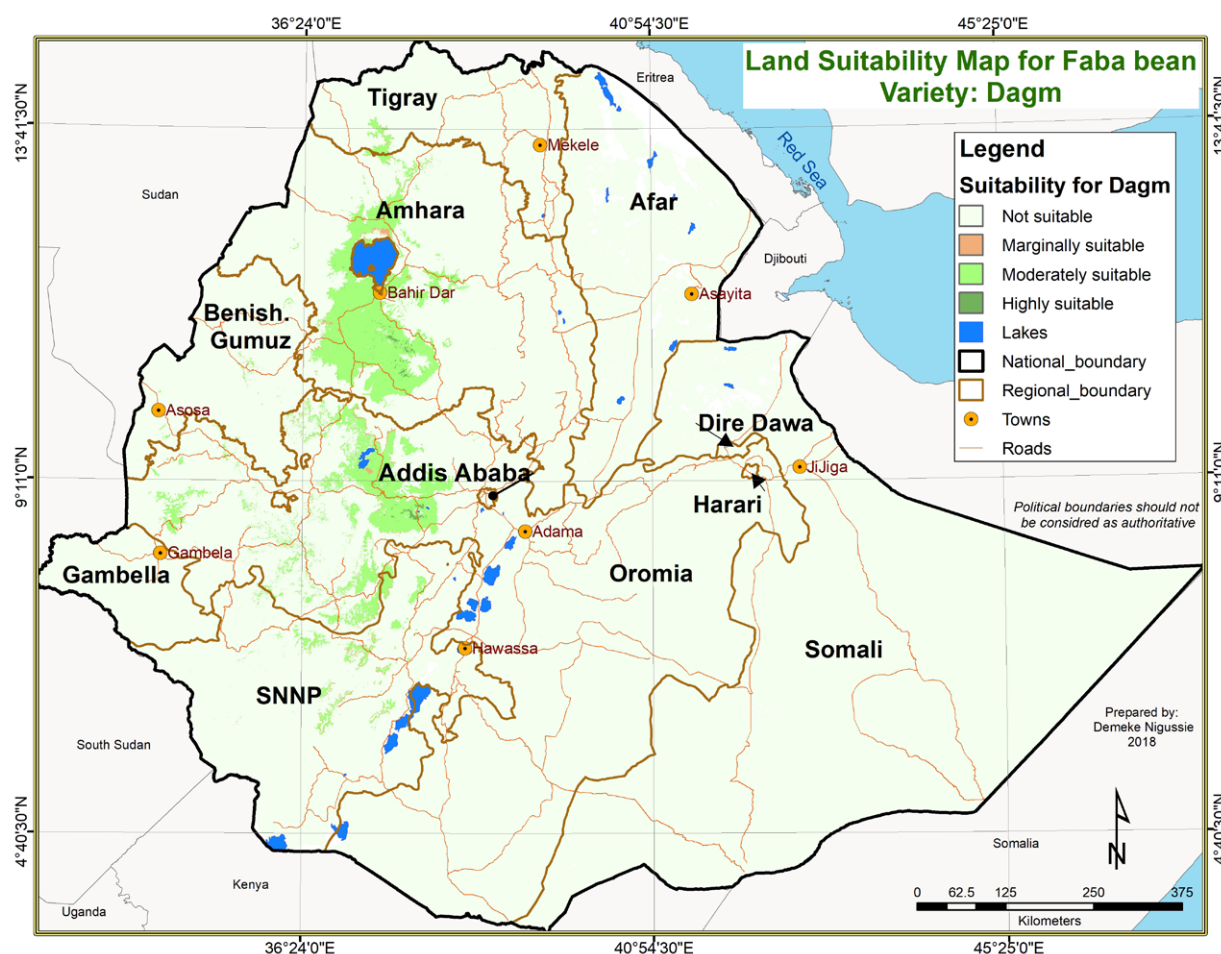 36°24'0"E
40°54'30"E
45°25'0"E
Land Suitability Map for Faba bean
Variety: Dagm
Eritrea
Tigray
13°41'30"N
13°41'30"N
Mekele
Red Sea
Legend
Suitability for Dagm
Not suitable
Marginally suitable
Moderately suitable
Highly suitable
Lakes
National_boundary
Regional_boundary
Towns
Roads
Sudan
Amhara
Afar
Djibouti
Bahir Dar
Asayita
Benish.
Gumuz
Asosa
Dire Dawa
Addis Ababa
JiJiga
9°11'0"N
9°11'0"N
Harari
Political boundaries should not
be considred as authoritative
Adama
Gambela
Gambella
Oromia
Hawassa
Somali
SNNP
Prepared by:
Demeke Nigussie
2018
South Sudan
4°40'30"N
4°40'30"N
N
Somalia
Kenya
Uganda
0 62.5 125 250 375
Kilometers
36°24'0"E
40°54'30"E
45°25'0"E